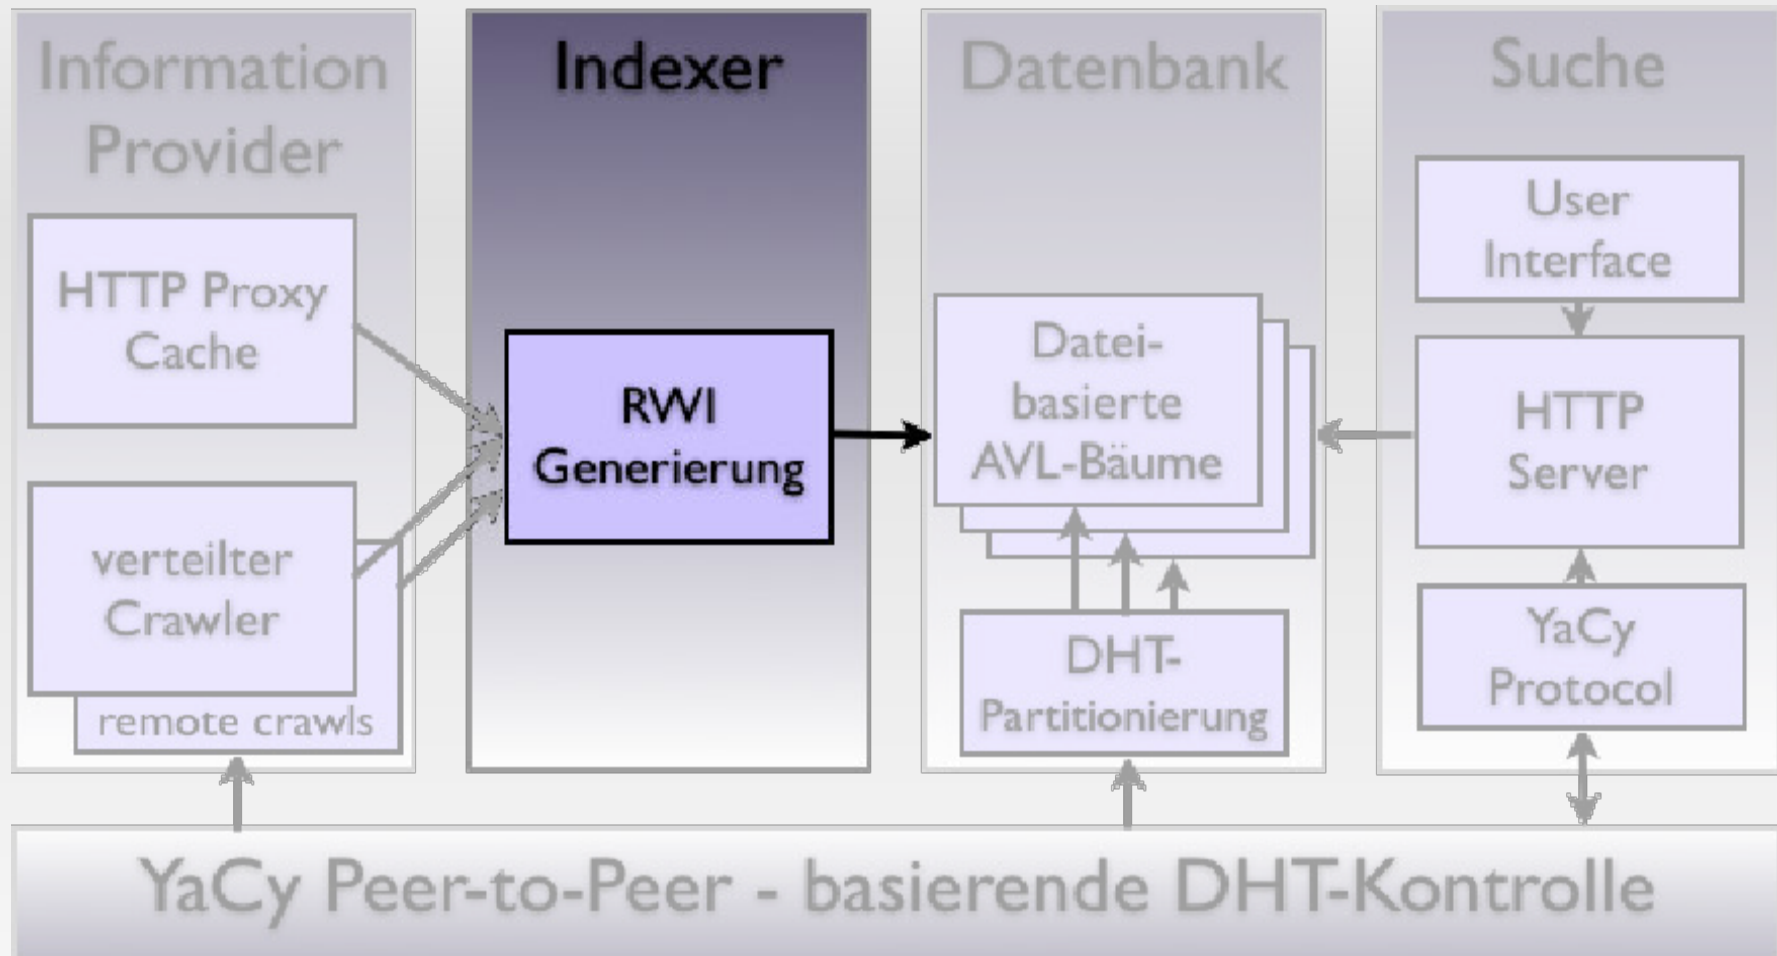 Information
Provider
HTTP Proxy
Cache
verteilter
Crawler
remote crawls
Indexer
RWI
Generierung
Datenbank
Datei-
basierte
AVL-Bäume
DHT-
Partitionierung
Suche
User
Interface
HTTP
Server
YaCy
Protocol
YaCy Peer-to-Peer - basierende DHT-Kontrolle